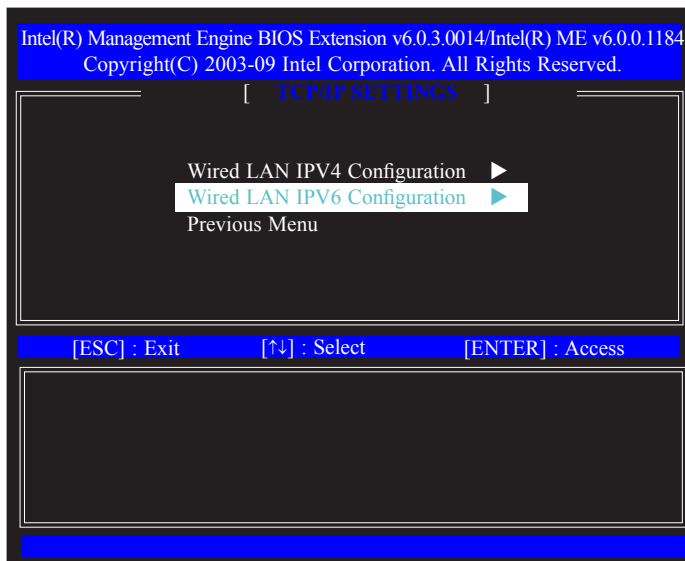 Intel(R) Management Engine BIOS Extension v6.0.3.0014/Intel(R) ME v6.0.0.1184
Copyright(C) 2003-09 Intel Corporation. All Rights Reserved.
[ TCP/IP SETTINGS ]
Wired LAN IPV4 Configuration ▶
Wired LAN IPV6 Configuration ▶
Previous Menu
[ESC] : Exit [↑↓] : Select [ENTER] : Access